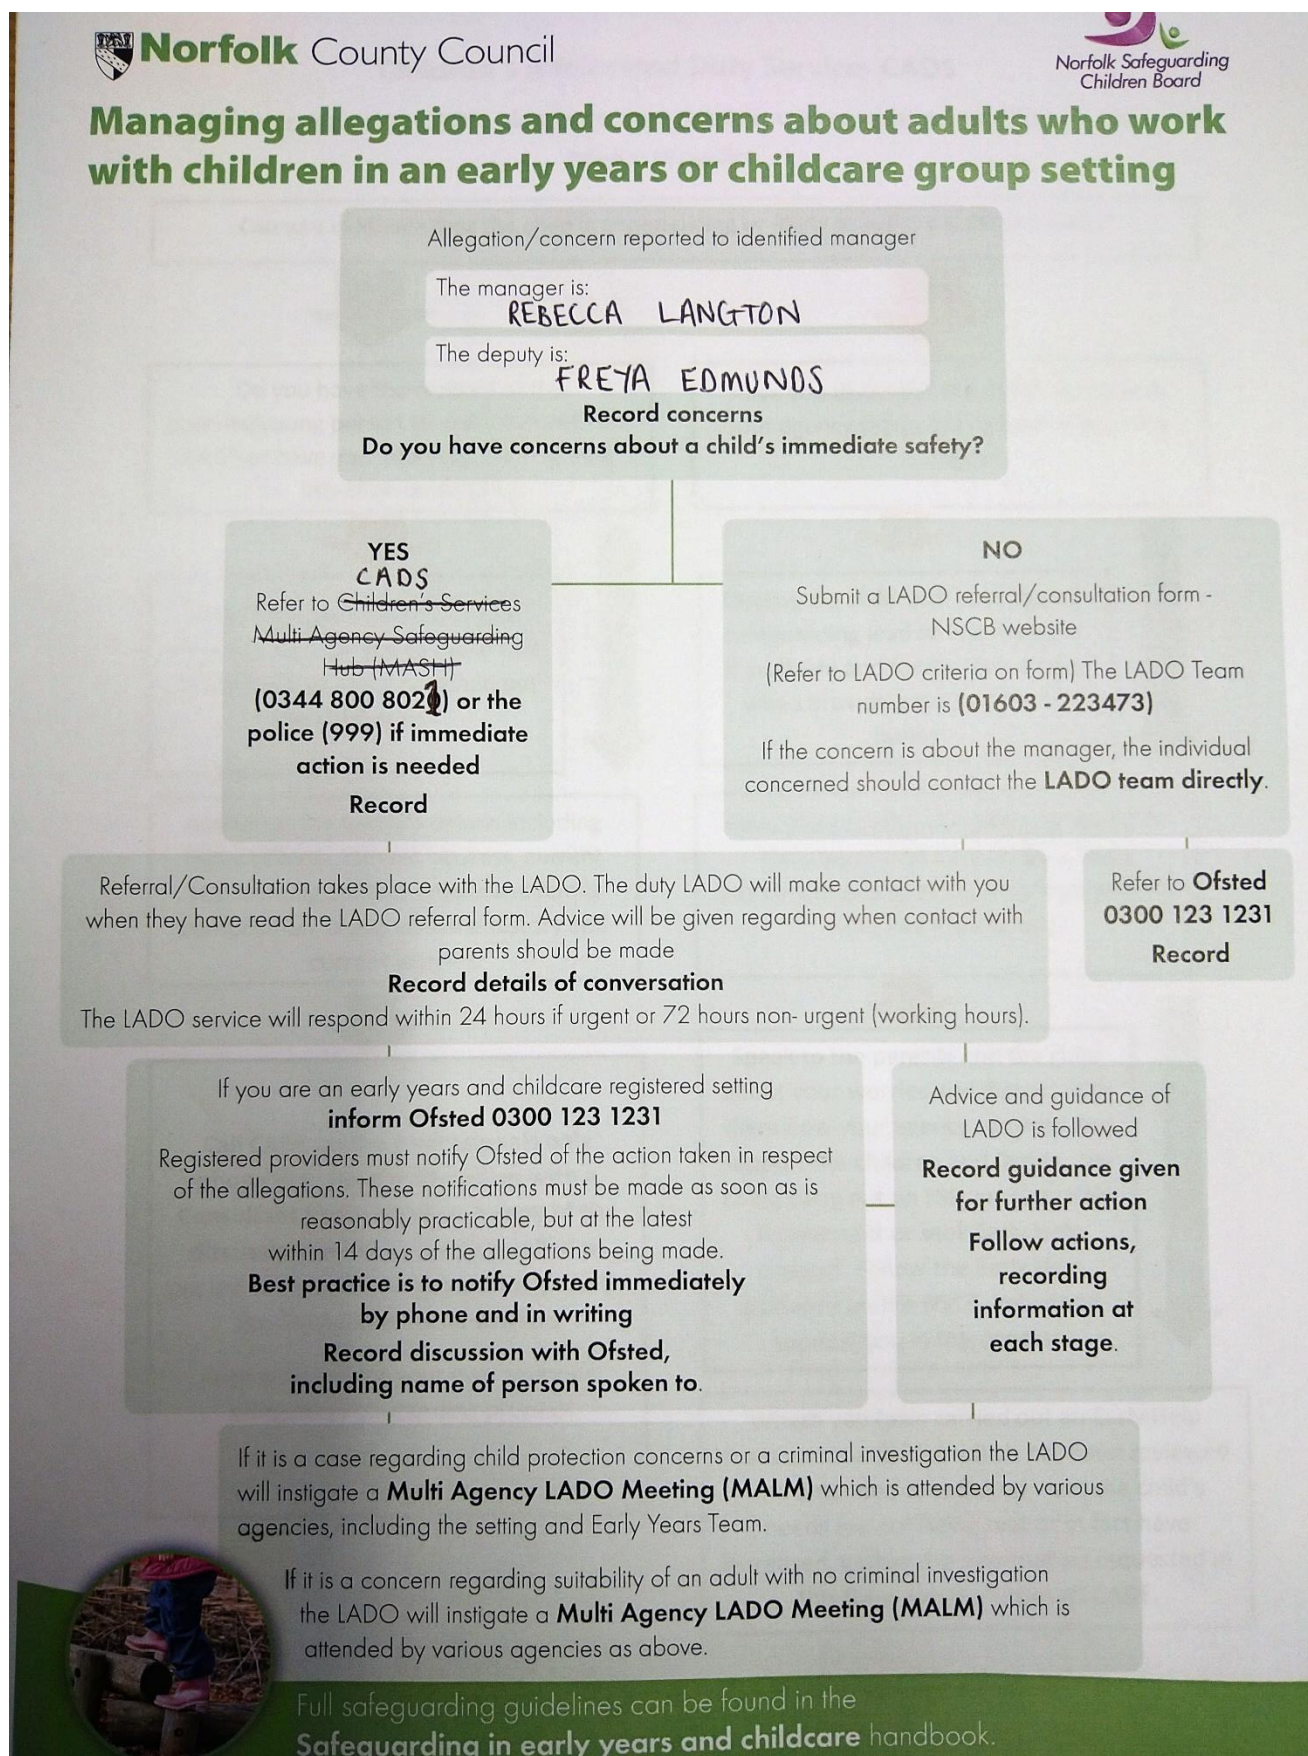 Norfolk County Council
Norfolk Safeguarding
Children Board
Managing allegations and concerns about adults who work
with children in an early years or childcare group setting
Allegation/concern reported to identified manager
The manager is:
REBECCA LANGTON
The deputy is:
FREYA EDMUNDS
Record concerns
Do you have concerns about a child's immediate safety?
YES
CADS
Refer to Children's Services
Multi Agency Safeguarding
Hub (MASH)
(0344 800 8021) or the
police (999) if immediate
action is needed
Record
NO
Submit a LADO referral/consultation form -
NSCB website
(Refer to LADO criteria on form) The LADO Team
number is (01603 - 223473)
If the concern is about the manager, the individual
concerned should contact the LADO team directly.
Referral/Consultation takes place with the LADO. The duty LADO will make contact with you
when they have read the LADO referral form. Advice will be given regarding when contact with
parents should be made
Record details of conversation
The LADO service will respond within 24 hours if urgent or 72 hours non- urgent (working hours).
Refer to Ofsted
0300 123 1231
Record
If you are an early years and childcare registered setting
inform Ofsted 0300 123 1231
Registered providers must notify Ofsted of the action taken in respect
of the allegations. These notifications must be made as soon as is
reasonably practicable, but at the latest
within 14 days of the allegations being made.
Best practice is to notify Ofsted immediately
by phone and in writing
Record discussion with Ofsted,
including name of person spoken to.
Advice and guidance of
LADO is followed
Record guidance given
for further action
Follow actions,
recording
information at
each stage.
If it is a case regarding child protection concerns or a criminal investigation the LADO
will instigate a Multi Agency LADO Meeting (MALM) which is attended by various
agencies, including the setting and Early Years Team.
If it is a concern regarding suitability of an adult with no criminal investigation
the LADO will instigate a Multi Agency LADO Meeting (MALM) which is
attended by various agencies as above.
Full safeguarding guidelines can be found in the
Safeguarding in early years and childcare handbook.